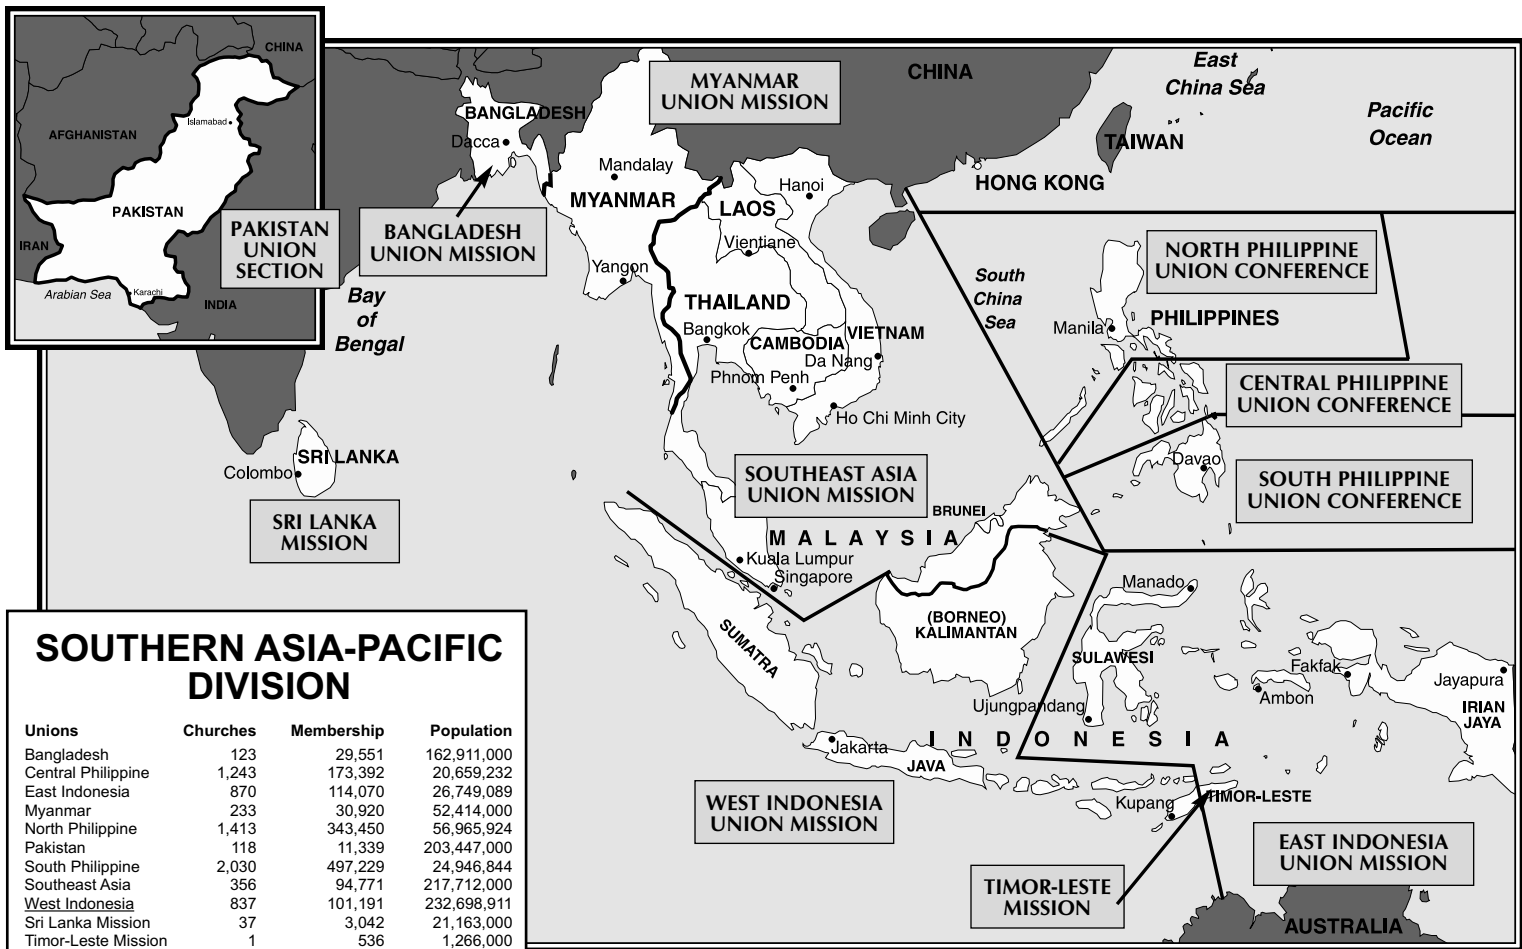 CHINA
AFGHANISTAN
Islamabad
PAKISTAN
IRAN
Arabian Sea
Karachi
INDIA
PAKISTAN
UNION
SECTION
BANGLADESH
Dacca
BANGLADESH
UNION MISSION
MYANMAR
UNION MISSION
Mandalay
MYANMAR
Yangon
Bay
of
Bengal
CHINA
East
China Sea
Pacific
Ocean
TAIWAN
HONG KONG
Hanoi
LAOS
Vientiane
THAILAND
Bangkok
CAMBODIA
VIETNAM
Da Nang
Phnom Penh
Ho Chi Minh City
South
China
Sea
NORTH PHILIPPINE
UNION CONFERENCE
Manila
PHILIPPINES
CENTRAL PHILIPPINE
UNION CONFERENCE
Davao
SOUTH PHILIPPINE
UNION CONFERENCE
SRI LANKA
Colombo
SRI LANKA
MISSION
SOUTHEAST ASIA
UNION MISSION
BRUNEI
MALAYSIA
Kuala Lumpur
Singapore
SUMATRA
(BORNEO)
KALIMANTAN
Manado
SULAWESI
Ujungpandang
Fakfak
Ambon
Jayapura
IRIAN
JAYA
INDONESIA
Jakarta
JAVA
WEST INDONESIA
UNION MISSION
Kupang
TIMOR-LESTE
TIMOR-LESTE
MISSION
EAST INDONESIA
UNION MISSION
AUSTRALIA
SOUTHERN ASIA-PACIFIC
DIVISION
Unions Churches Membership Population
Bangladesh 123 29,551 162,911,000
Central Philippine 1,243 173,392 20,659,232
East Indonesia 870 114,070 26,749,089
Myanmar 233 30,920 52,414,000
North Philippine 1,413 343,450 56,965,924
Pakistan 118 11,339 203,447,000
South Philippine 2,030 497,229 24,946,844
Southeast Asia 356 94,771 217,712,000
West Indonesia 837 101,191 232,698,911
Sri Lanka Mission 37 3,042 21,163,000
Timor-Leste Mission 1 536 1,266,000